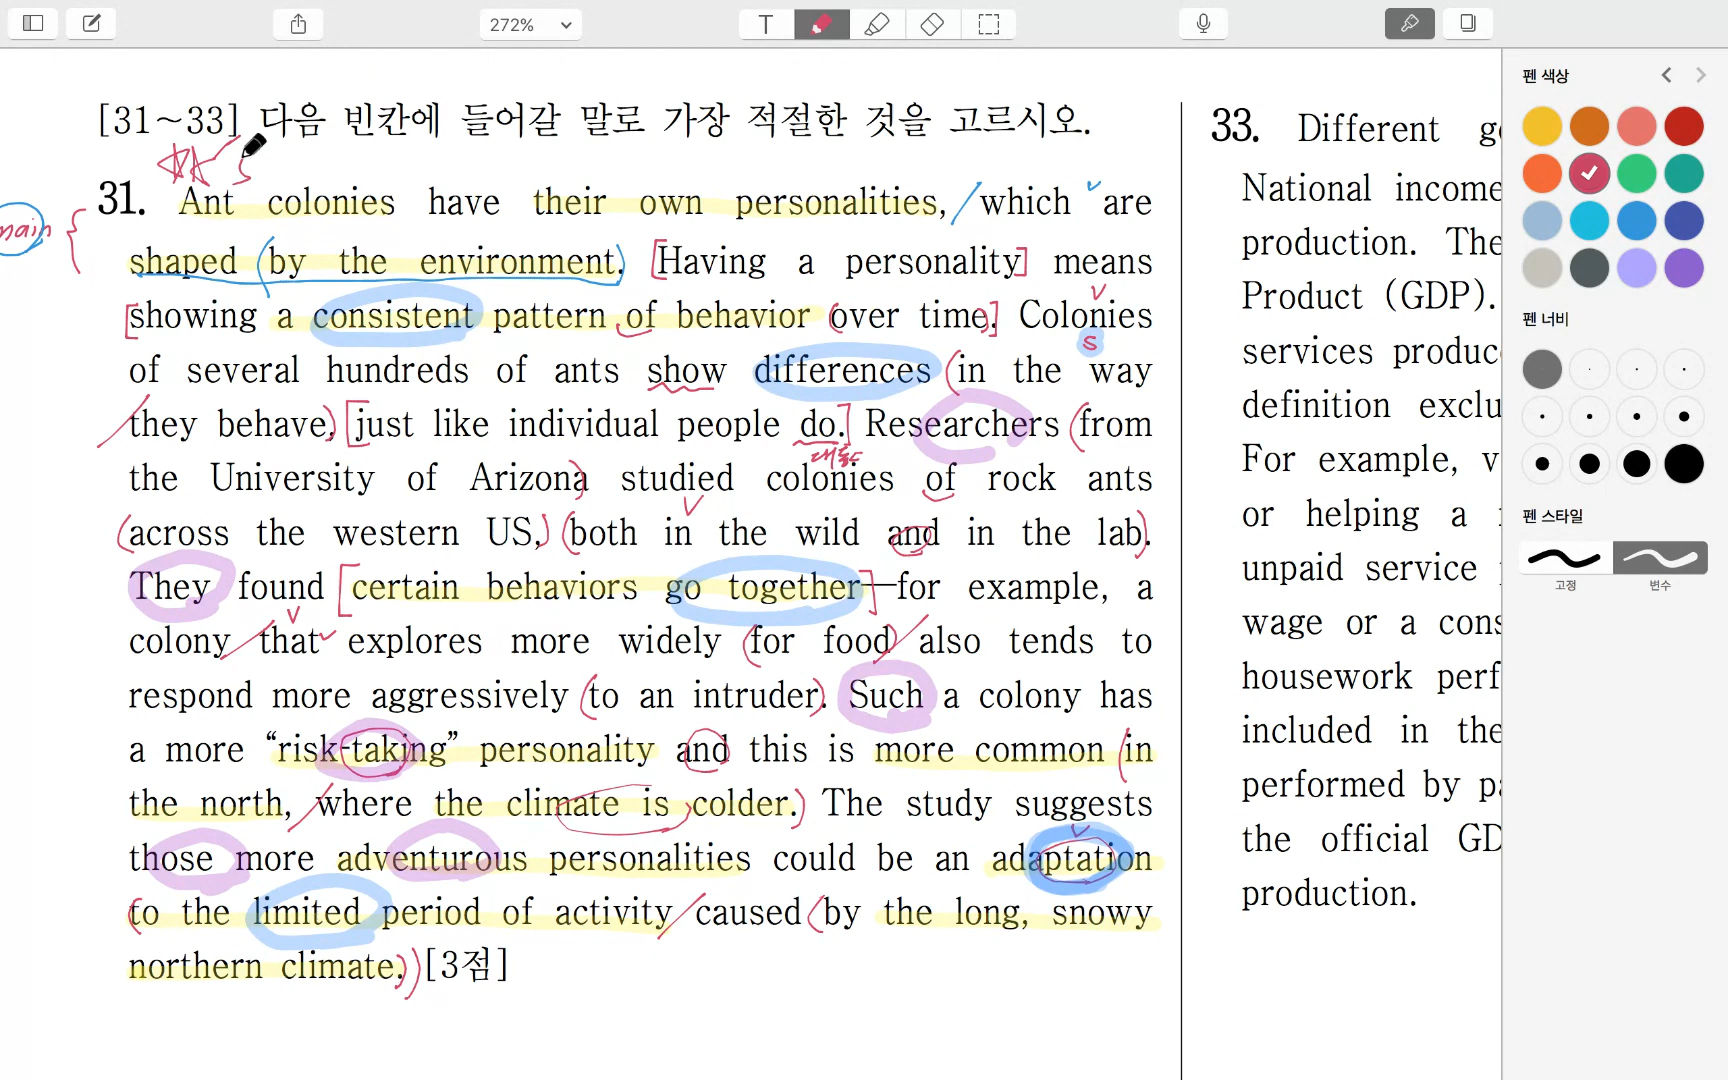 272%
T
[31~33] 다음 빈칸에 들어갈 말로 가장 적절한 것을 고르시오.
31. Ant colonies have their own personalities, which are
main
shaped by the environment. Having a personality means
showing a consistent pattern of behavior over time. Colonies
s
of several hundreds of ants show differences in the way
they behave, just like individual people do. Researchers from
대동
the University of Arizona studied colonies of rock ants
across the western US, both in the wild and in the lab.
They found certain behaviors go together—for example, a
colony that explores more widely for food also tends to
respond more aggressively to an intruder. Such a colony has
a more “risk-taking” personality and this is more common in
the north, where the climate is colder. The study suggests
those more adventurous personalities could be an adaptation
to the limited period of activity caused by the long, snowy
northern climate. [3점]
33. Different g
National income
production. The
Product (GDP).
services produc
definition exclu
For example, v
or helping a
unpaid service
wage or a cons
housework perf
included in the
performed by pa
the official GD
production.
펜 색상
펜 너비
펜 스타일
고정
변수